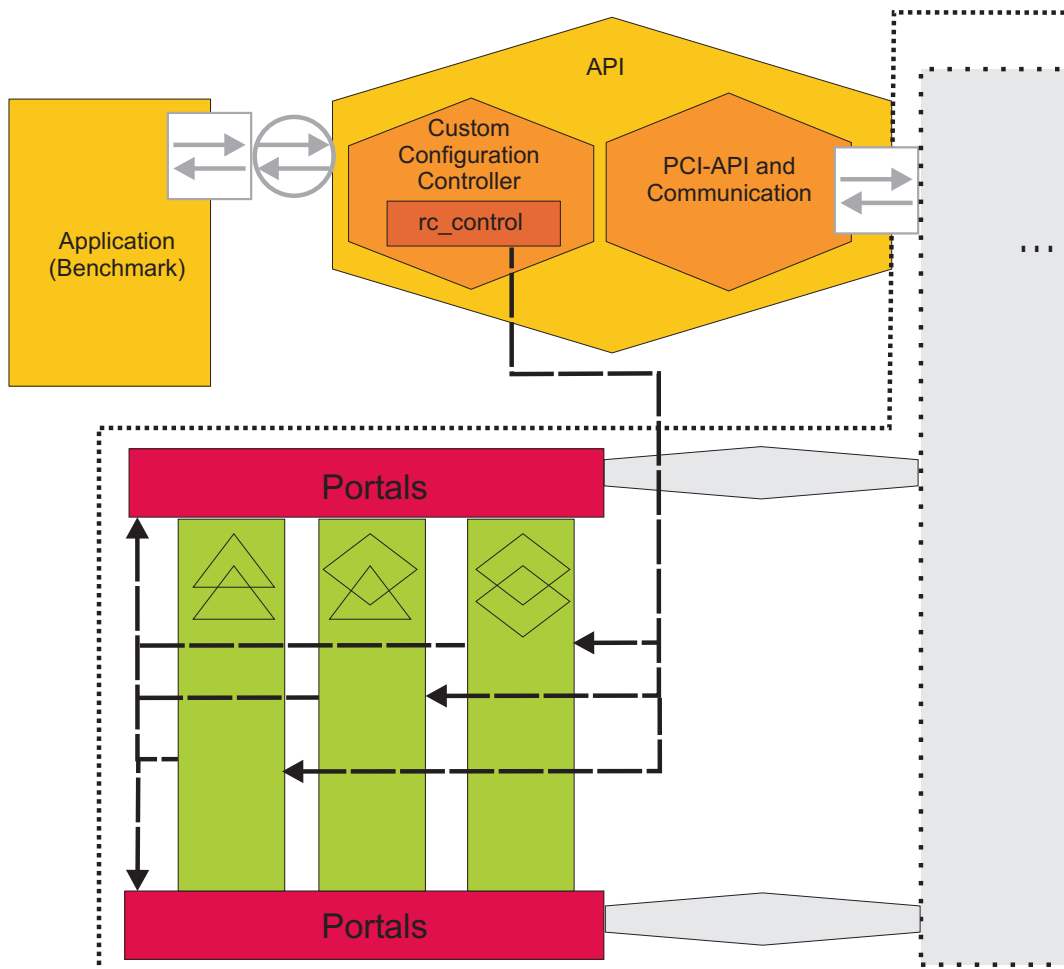 API
Custom
Configuration
Controller
rc_control
PCI-API and
Communication
Application
(Benchmark)
...
Portals
Portals